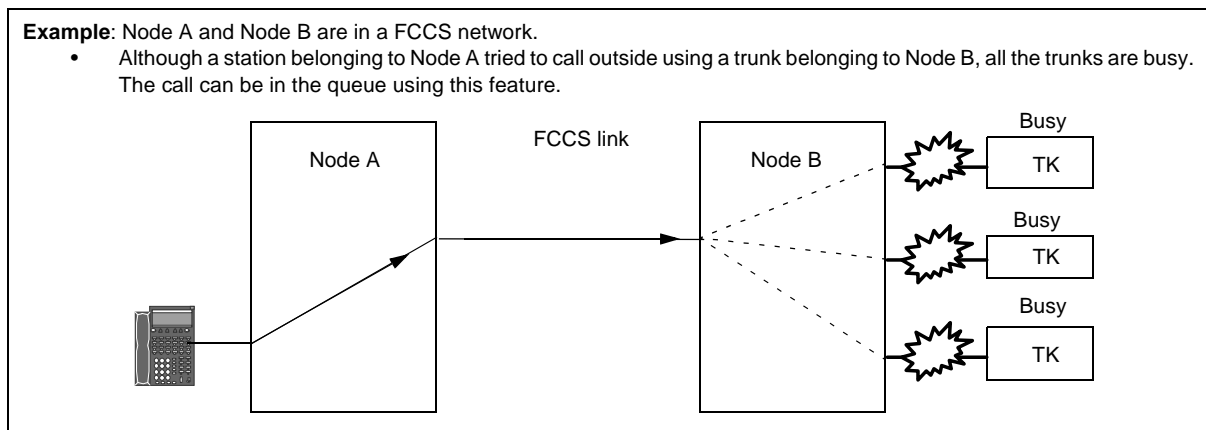 Example: Node A and Node B are in a FCCS network.
• Although a station belonging to Node A tried to call outside using a trunk belonging to Node B, all the trunks are busy.
The call can be in the queue using this feature.
Busy
FCCS link
Node A
Node B
TK
Busy
TK
Busy
TK